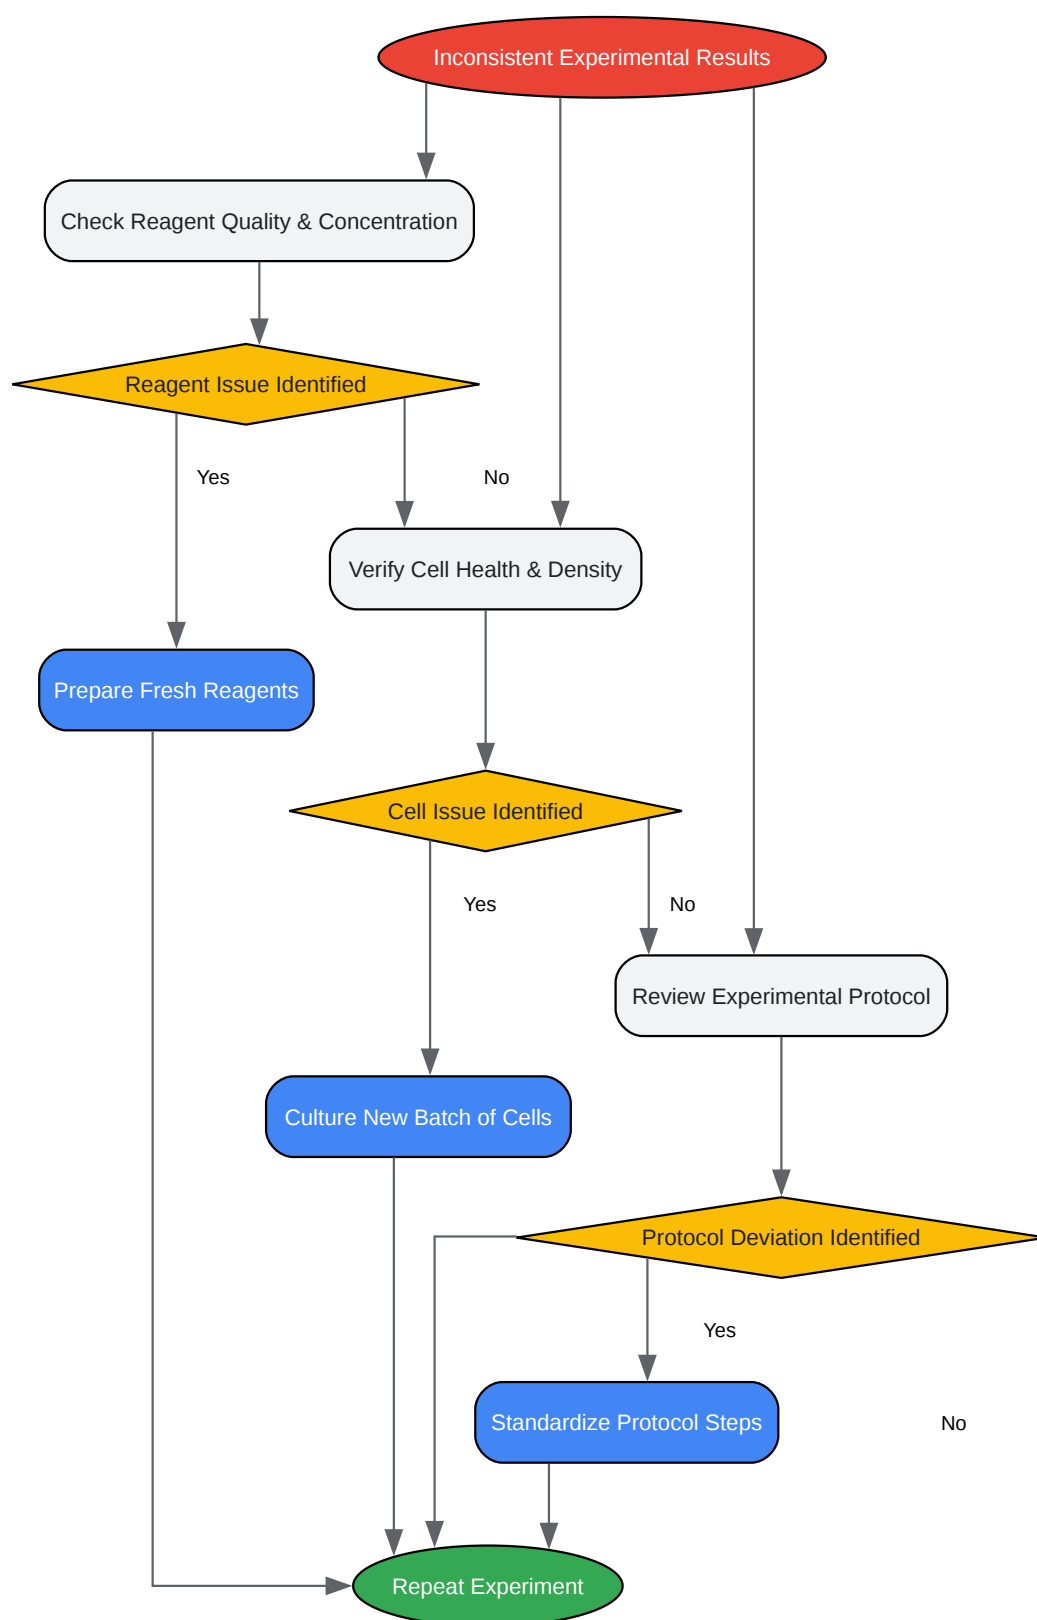 Inconsistent Experimental Results
Check Reagent Quality & Concentration
Reagent Issue Identified
Yes
No
Verify Cell Health & Density
Prepare Fresh Reagents
Cell Issue Identified
Yes
No
Review Experimental Protocol
Culture New Batch of Cells
Protocol Deviation Identified
Yes
Standardize Protocol Steps
No
Repeat Experiment